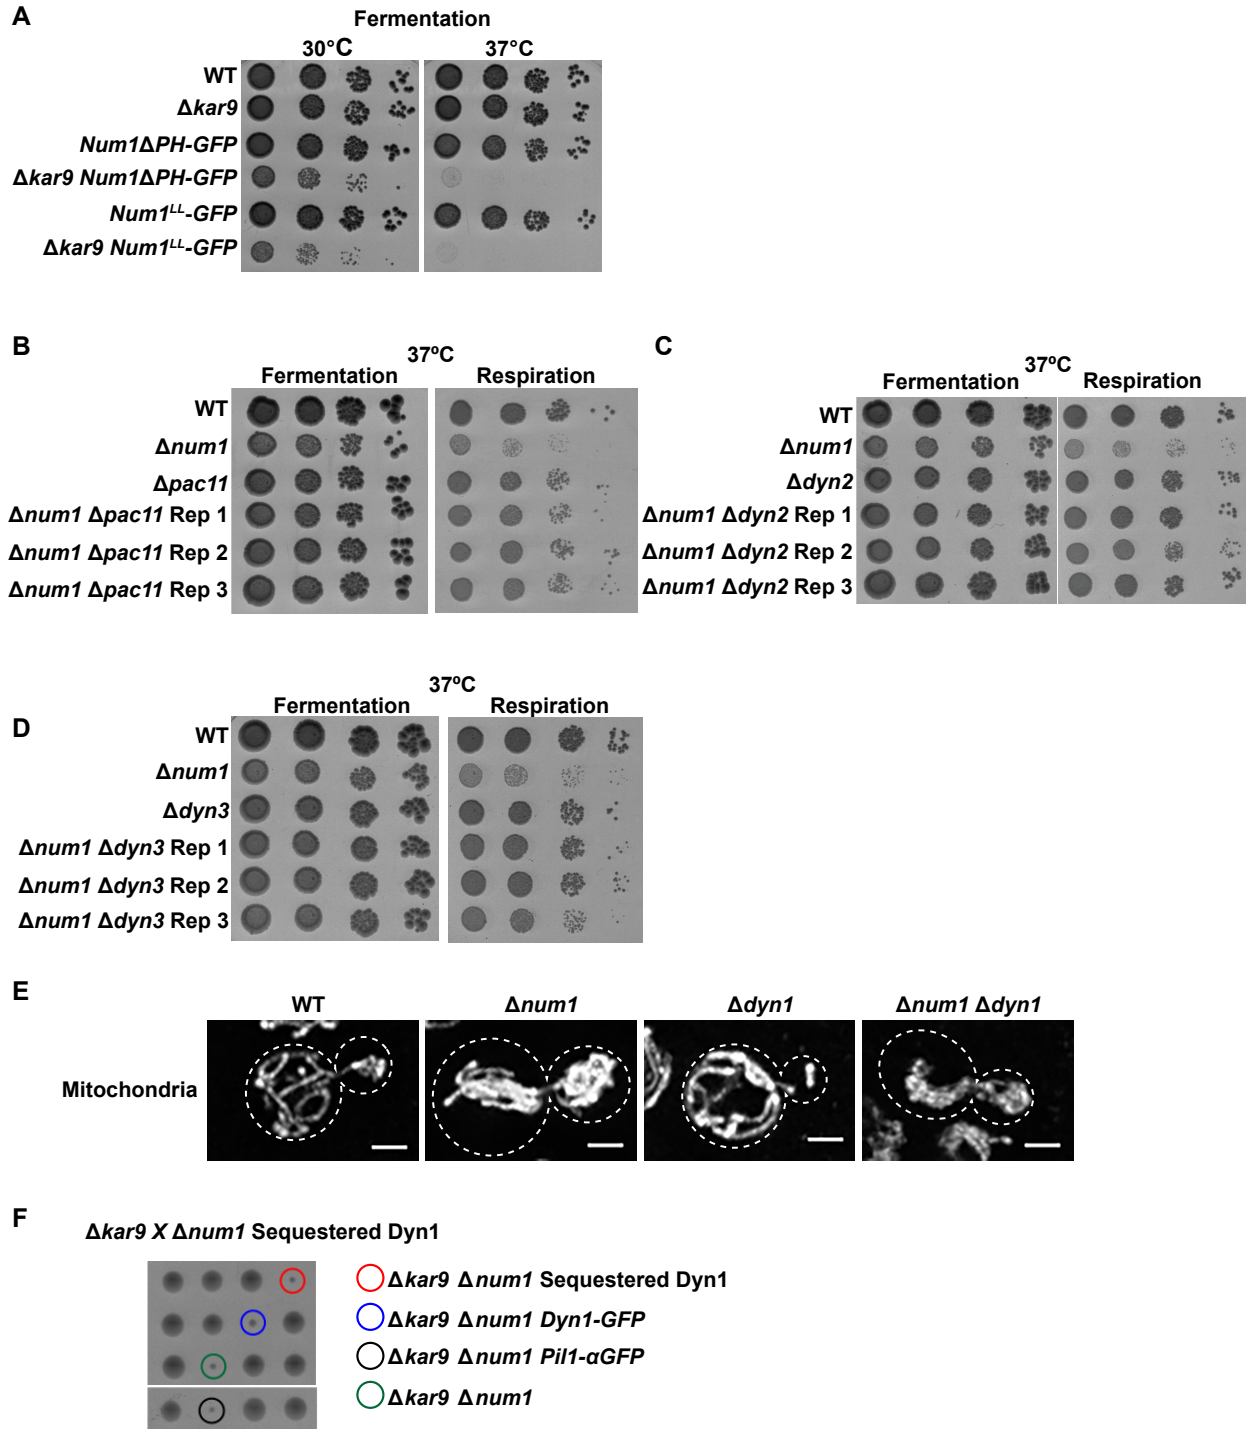 A
Fermentation
30°C 37°C
WT
Δkar9
Num1ΔPH-GFP
Δkar9 Num1ΔPH-GFP
Num1ᴸᴸ-GFP
Δkar9 Num1ᴸᴸ-GFP
B
37ºC
Fermentation Respiration
WT
Δnum1
Δpac11
Δnum1 Δpac11 Rep 1
Δnum1 Δpac11 Rep 2
Δnum1 Δpac11 Rep 3
C
37ºC
Fermentation Respiration
WT
Δnum1
Δdyn2
Δnum1 Δdyn2 Rep 1
Δnum1 Δdyn2 Rep 2
Δnum1 Δdyn2 Rep 3
D
37ºC
Fermentation Respiration
WT
Δnum1
Δdyn3
Δnum1 Δdyn3 Rep 1
Δnum1 Δdyn3 Rep 2
Δnum1 Δdyn3 Rep 3
E
WT Δnum1 Δdyn1 Δnum1 Δdyn1
Mitochondria
F
Δkar9 X Δnum1 Sequestered Dyn1
Δkar9 Δnum1 Sequestered Dyn1
Δkar9 Δnum1 Dyn1-GFP
Δkar9 Δnum1 Pil1-αGFP
Δkar9 Δnum1